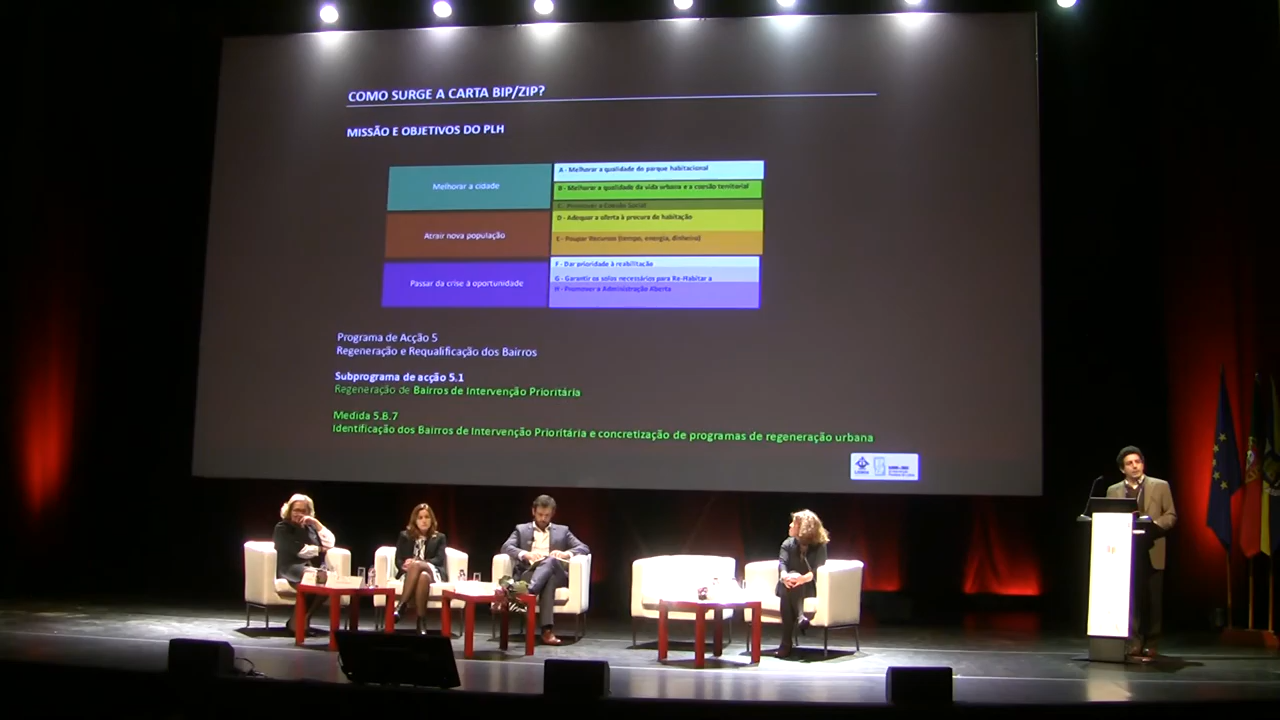 COMO SURGE A CARTA BIP/ZIP?
MISSÃO E OBJETIVOS DO PLH
Melhorar a cidade
A - Melhorar a qualidade do parque habitacional
B - Melhorar a qualidade da vida urbana e a coesão territorial
C - Promover a Coesão Social
Atrair nova população
D - Adequar a oferta à procura de habitação
E - Poupar Recursos (tempo, energia, dinheiro)
Passar da crise à oportunidade
F - Dar prioridade à reabilitação
G - Garantir os solos necessários para Re-Habitar a
H - Promover a Administração Aberta
Programa de Acção 5
Regeneração e Requalificação dos Bairros
Subprograma de acção 5.1
Regeneração de Bairros de Intervenção Prioritária
Medida 5.B.7
Identificação dos Bairros de Intervenção Prioritária e concretização de programas de regeneração urbana